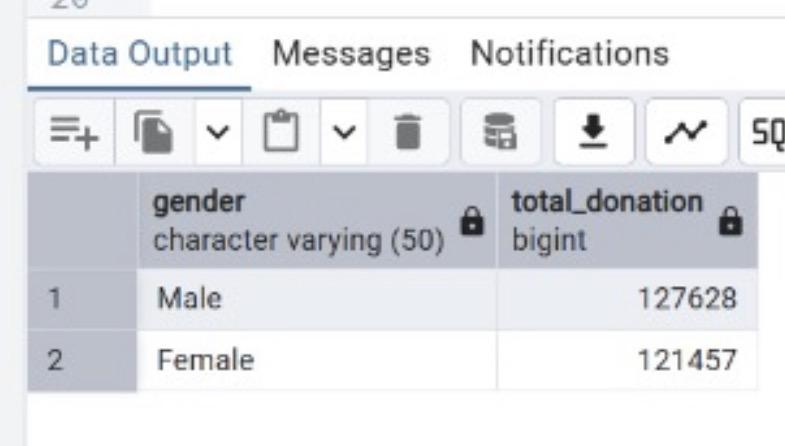 Data Output Messages Notifications
gender total_donation
character varying (50) bigint
1 Male 127628
2 Female 121457